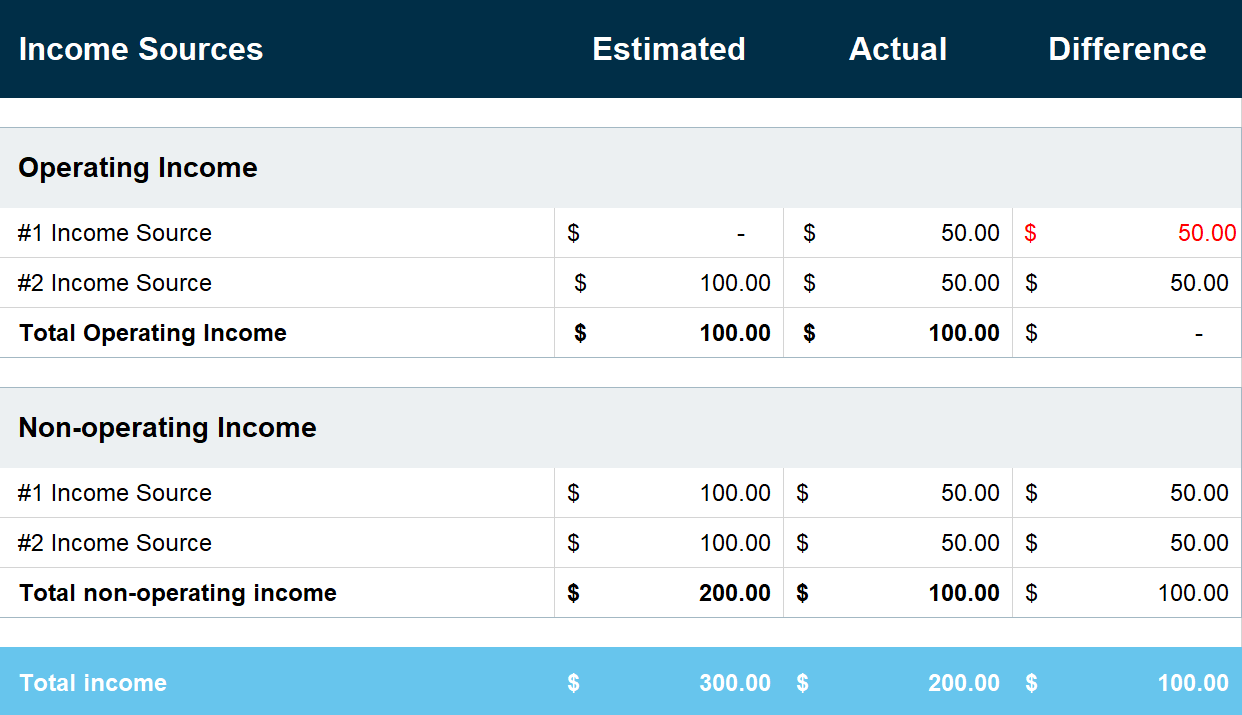 Income Sources Estimated Actual Difference
Operating Income
#1 Income Source $ - $ 50.00 $ 50.00
#2 Income Source $ 100.00 $ 50.00 $ 50.00
Total Operating Income $ 100.00 $ 100.00 $ -
Non-operating Income
#1 Income Source $ 100.00 $ 50.00 $ 50.00
#2 Income Source $ 100.00 $ 50.00 $ 50.00
Total non-operating income $ 200.00 $ 100.00 $ 100.00
Total income $ 300.00 $ 200.00 $ 100.00